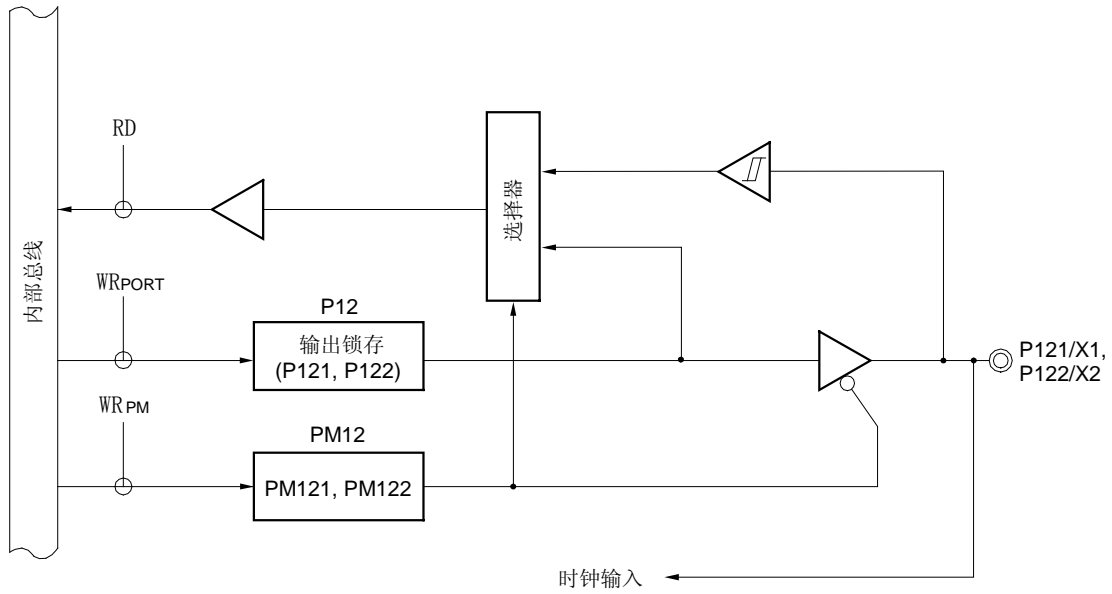 RD
选择器
内部总线
WRPORT
P12
输出锁存
(P121, P122)
P121/X1,
P122/X2
WRPM
PM12
PM121, PM122
时钟输入